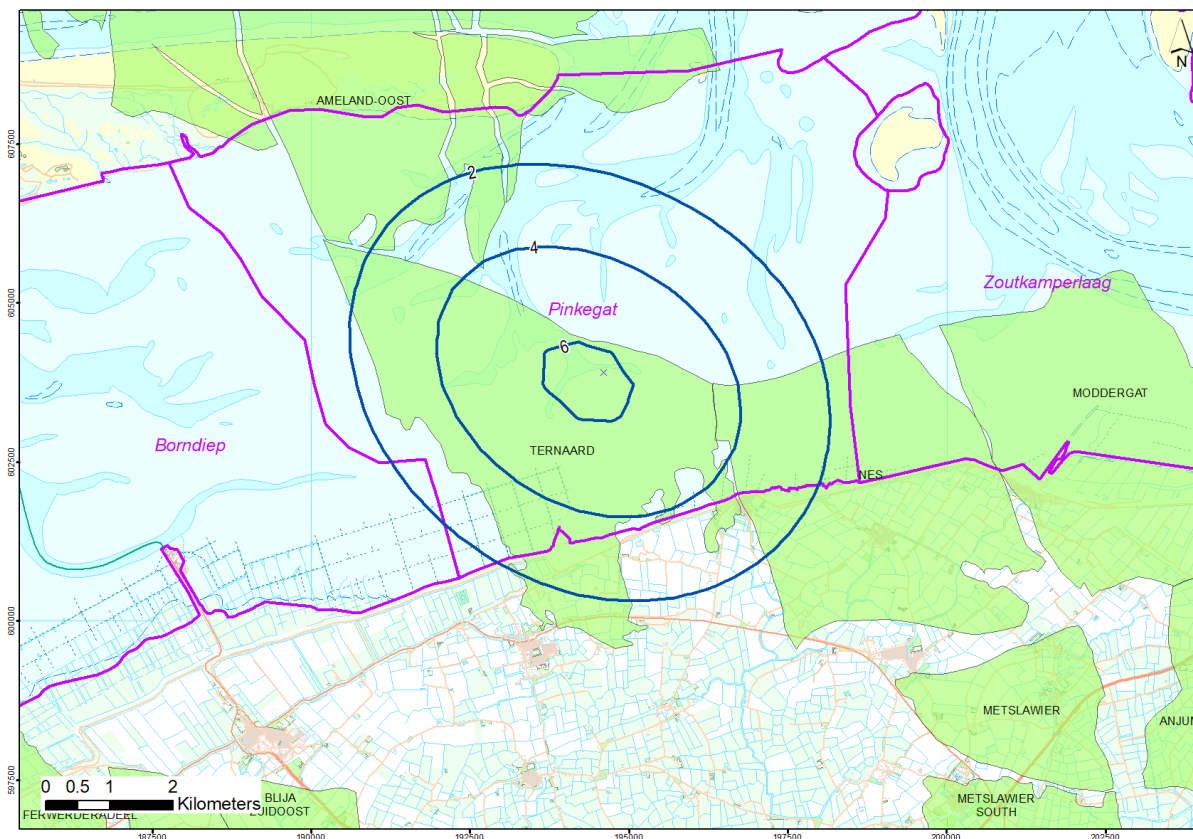 N
AMELAND-OOST
607500
2
4
Pinkegat
Zoutkamperlaag
605000
6
MODDERGAT
Borndiep
TERNAARD
602500
NES
600000
METSLAWIER
ANJUM
597500
0 0.5 1 2
Kilometers
BLIJA
ZUIDOOST
FERWERDERADEEL
METSLAWIER
SOUTH
187500 190000 192500 195000 197500 200000 202500